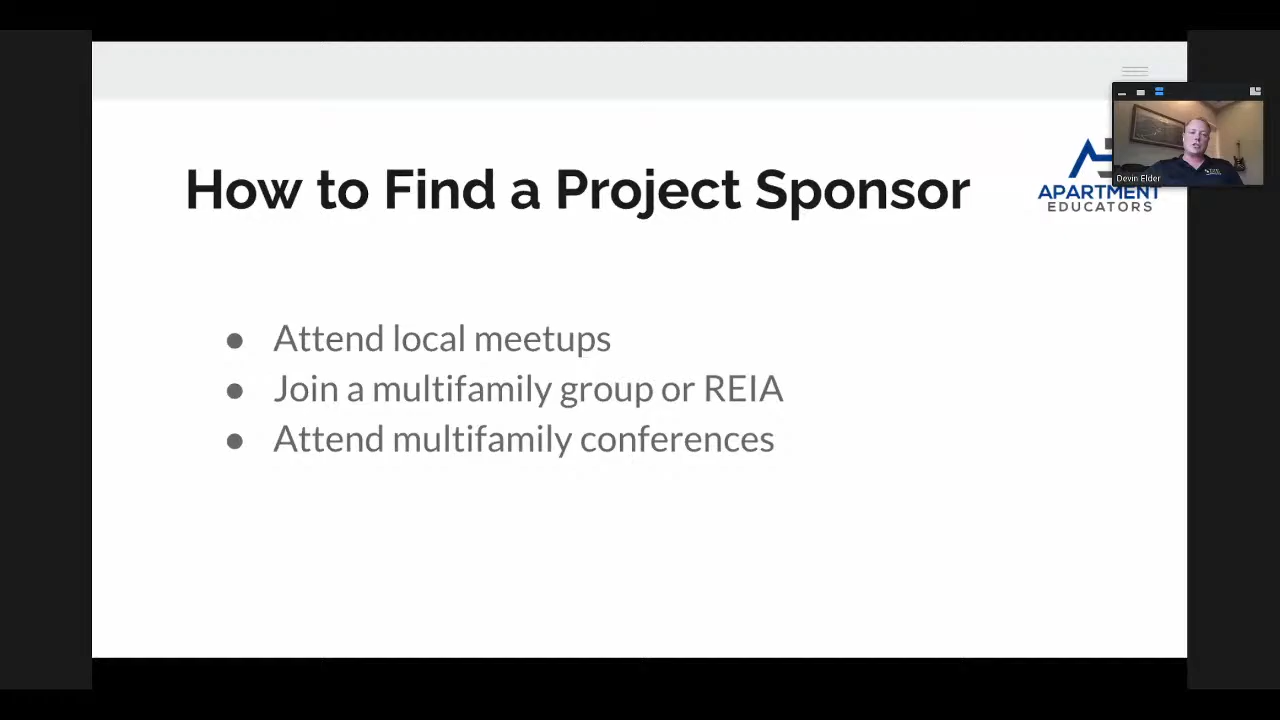 How to Find a Project Sponsor
APARTMENT
EDUCATORS
Devin Elder
● Attend local meetups
● Join a multifamily group or REIA
● Attend multifamily conferences